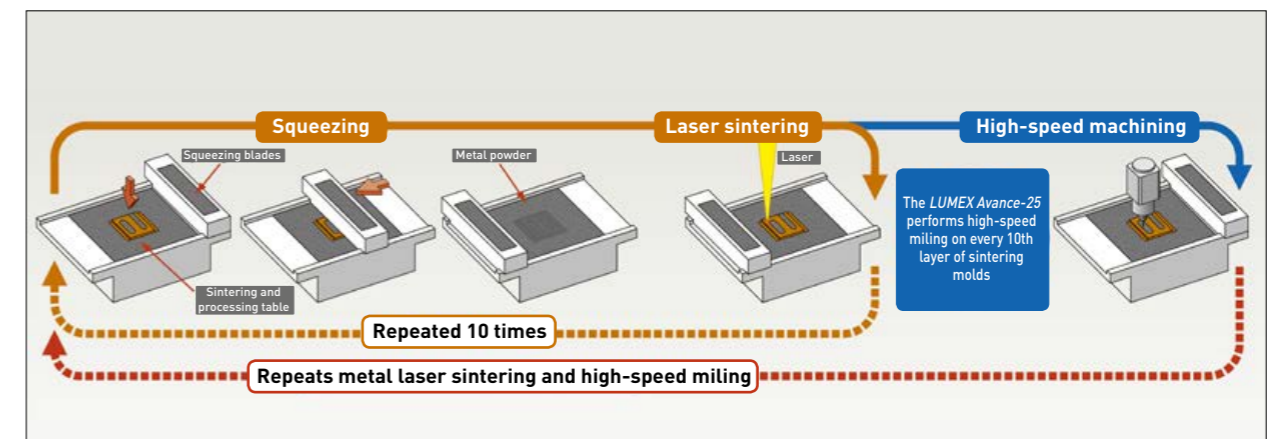 Squeezing
Laser sintering
High-speed machining
Squeezing blades
Metal powder
Laser
The LUMEX Avance-25
performs high-speed
miling on every 10th
layer of sintering
molds
Sintering and
processing table
Repeated 10 times
Repeats metal laser sintering and high-speed miling